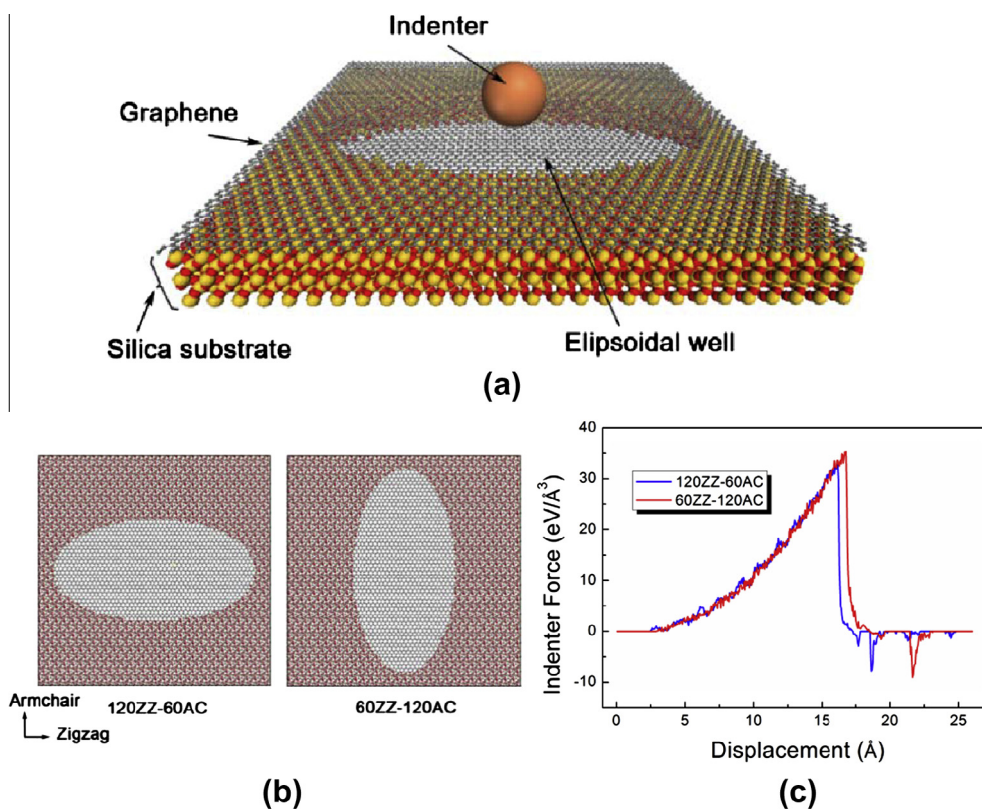 Indenter
Graphene
Silica substrate
Elipsoidal well
(a)
Armchair
Zigzag
120ZZ-60AC
60ZZ-120AC
(b)
40
30
20
10
0
-10
Indenter Force (eV/Å³)
120ZZ-60AC
60ZZ-120AC
0
5
10
15
20
25
Displacement (Å)
(c)